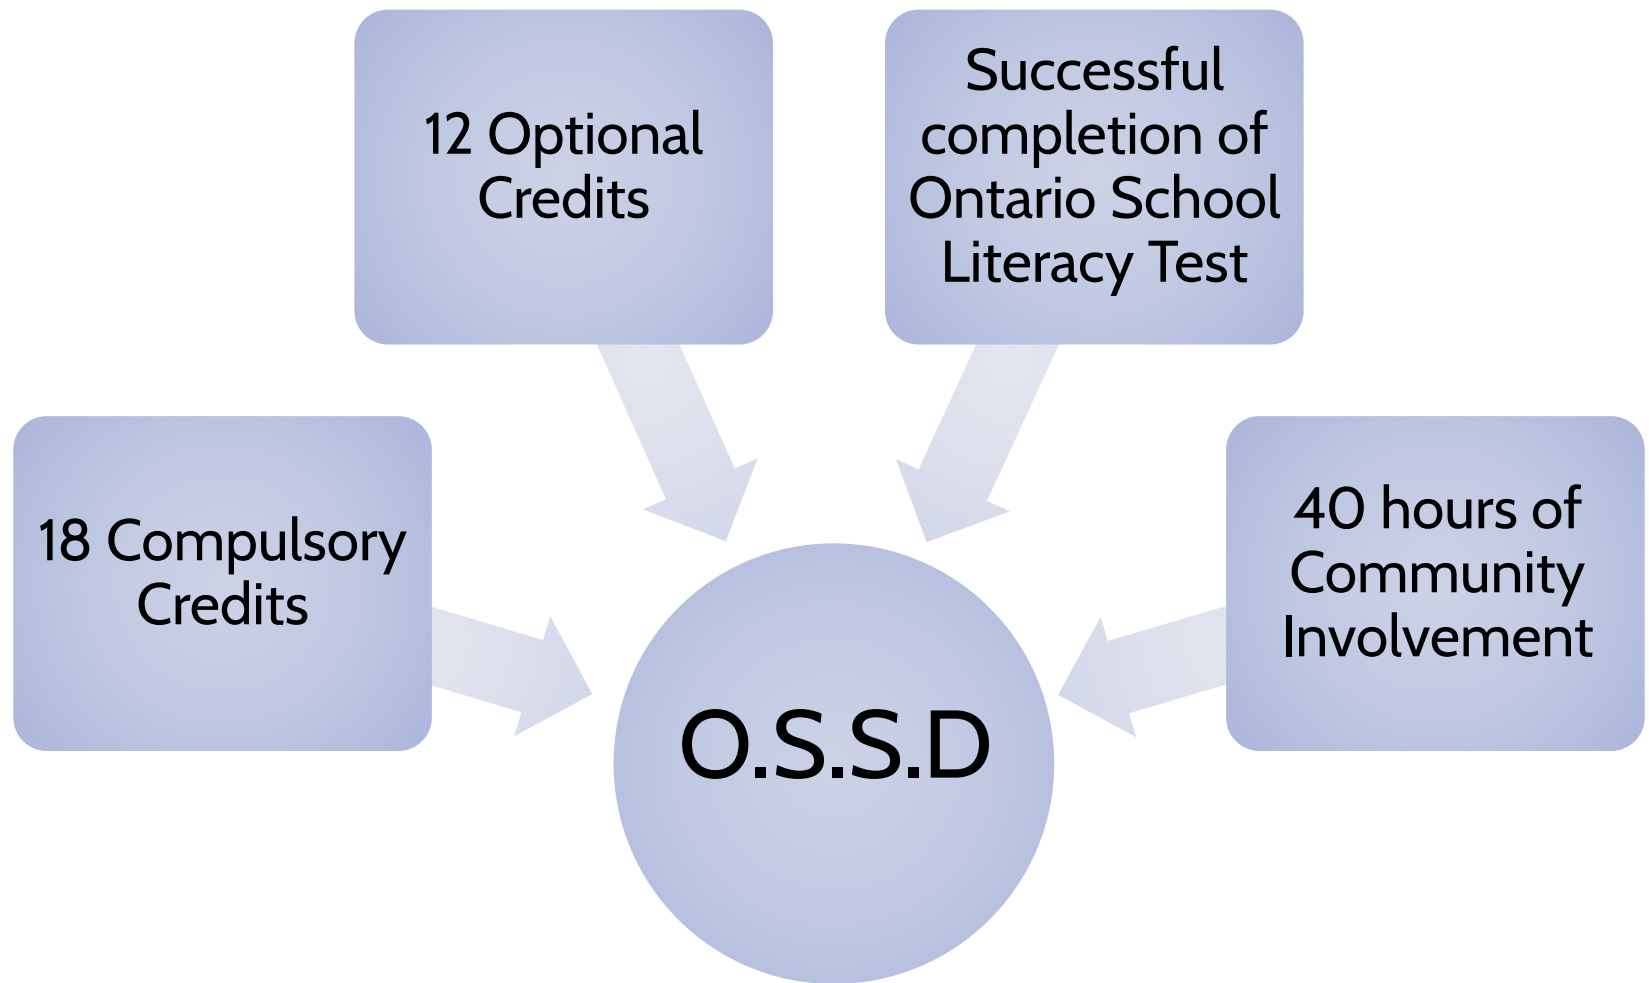 12 Optional
Credits
Successful
completion of
Ontario School
Literacy Test
18 Compulsory
Credits
40 hours of
Community
Involvement
O.S.S.D